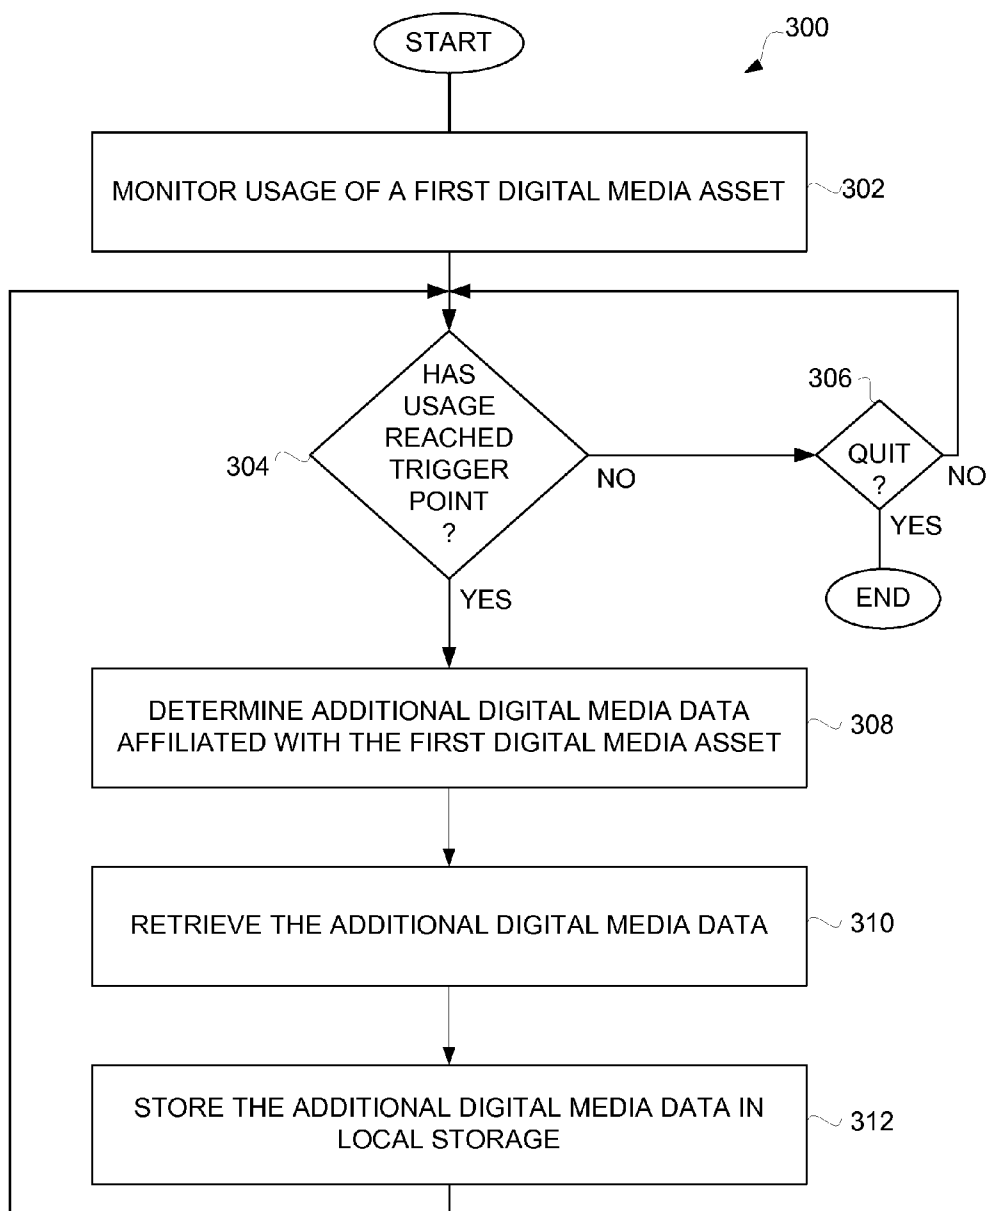 START
300
MONITOR USAGE OF A FIRST DIGITAL MEDIA ASSET
302
HAS
USAGE
REACHED
TRIGGER
POINT
?
304
NO
306
QUIT
?
NO
YES
END
YES
DETERMINE ADDITIONAL DIGITAL MEDIA DATA
AFFILIATED WITH THE FIRST DIGITAL MEDIA ASSET
308
RETRIEVE THE ADDITIONAL DIGITAL MEDIA DATA
310
STORE THE ADDITIONAL DIGITAL MEDIA DATA IN
LOCAL STORAGE
312